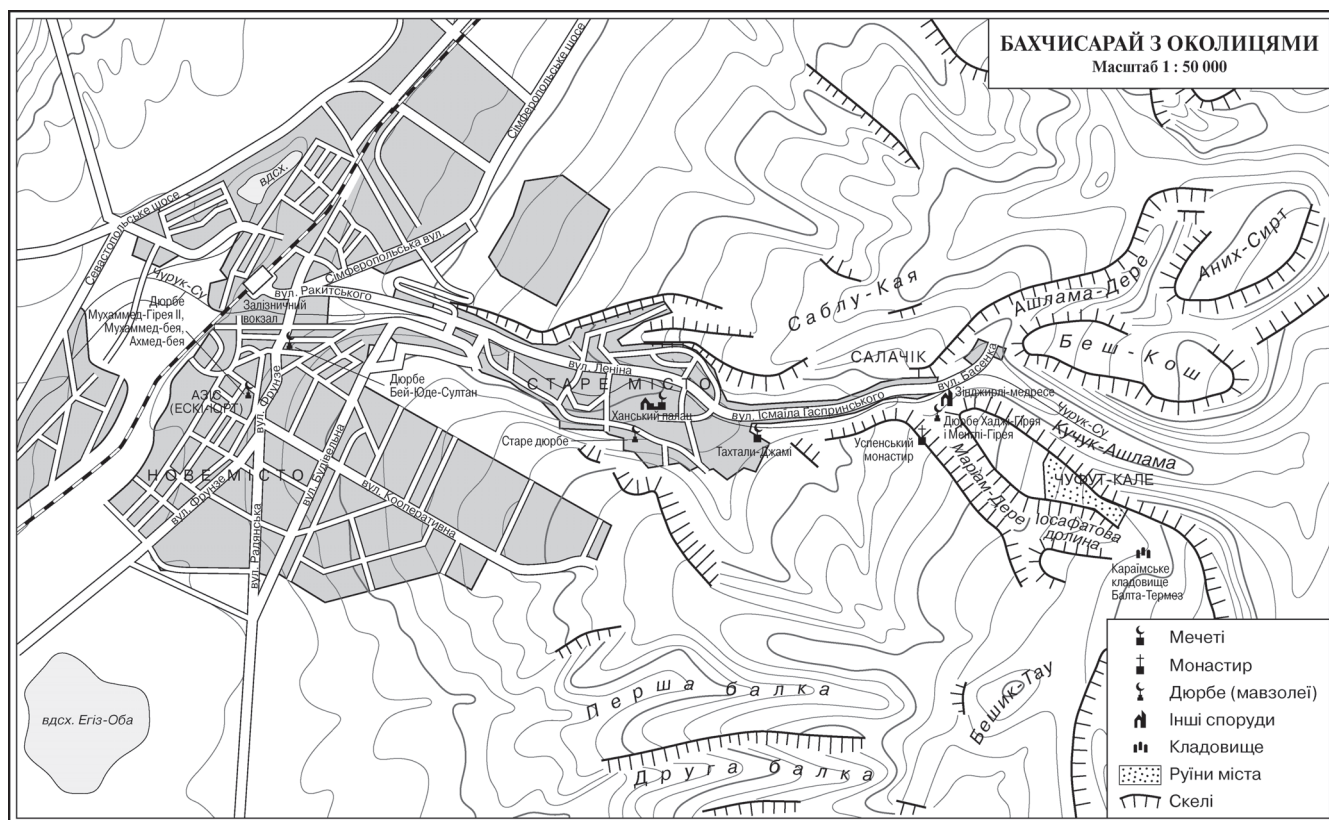 БАХЧИСАРАЙ З ОКОЛИЦЯМИ
Масштаб 1 : 50 000
Сімферопольське шосе
Севастопольське шосе
вдсх.
Чурук-Су
Сімферопольська вул.
вул. Ракитського
Залізничний
вокзал
Дюрбе
Мухаммед-Гірея II,
Мухаммед-бея,
Ахмед-бея
АЗІС
(ЕСКІ-ЮРТ)
вул. Фрунзе
Дюрбе
Бей-Юде-Султан
НОВЕ МІСТО
вул. Фрунзе
вул. Радянська
вул. Будівельна
вул. Кооперативна
вдсх. Егіз-Оба
СТАРЕ МІСТО
вул. Леніна
Ханський палац
Старе дюрбе
Тахтали-Джамі
вул. Ісмаїла Гаспринського
Саблу-Кая
САЛАЧІК
вул. Басенка
Ашлама-Дере
Аних-Сирт
Беш-Кош
Зінджирлі-медресе
Дюрбе Хаджі-Гірея
і Менглі-Гірея
Успенський
монастир
Чурук-Су
Кучук-Ашлама
ЧУФУТ-КАЛЕ
Маріам-Дере
Іосафатова
долина
Караїмське
кладовище
Балта-Термез
Перша балка
Друга балка
Бешик-Тау
Мечеті
Монастир
Дюрбе (мавзолеї)
Інші споруди
Кладовище
Руїни міста
Скелі